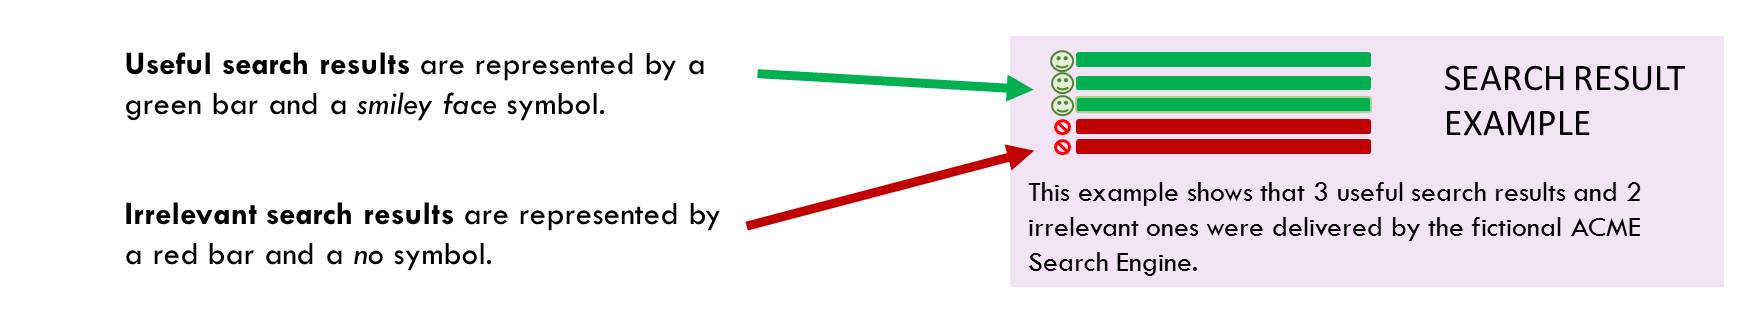 Useful search results are represented by a
green bar and a smiley face symbol.
Irrelevant search results are represented by
a red bar and a no symbol.
SEARCH RESULT
EXAMPLE
This example shows that 3 useful search results and 2
irrelevant ones were delivered by the fictional ACME
Search Engine.